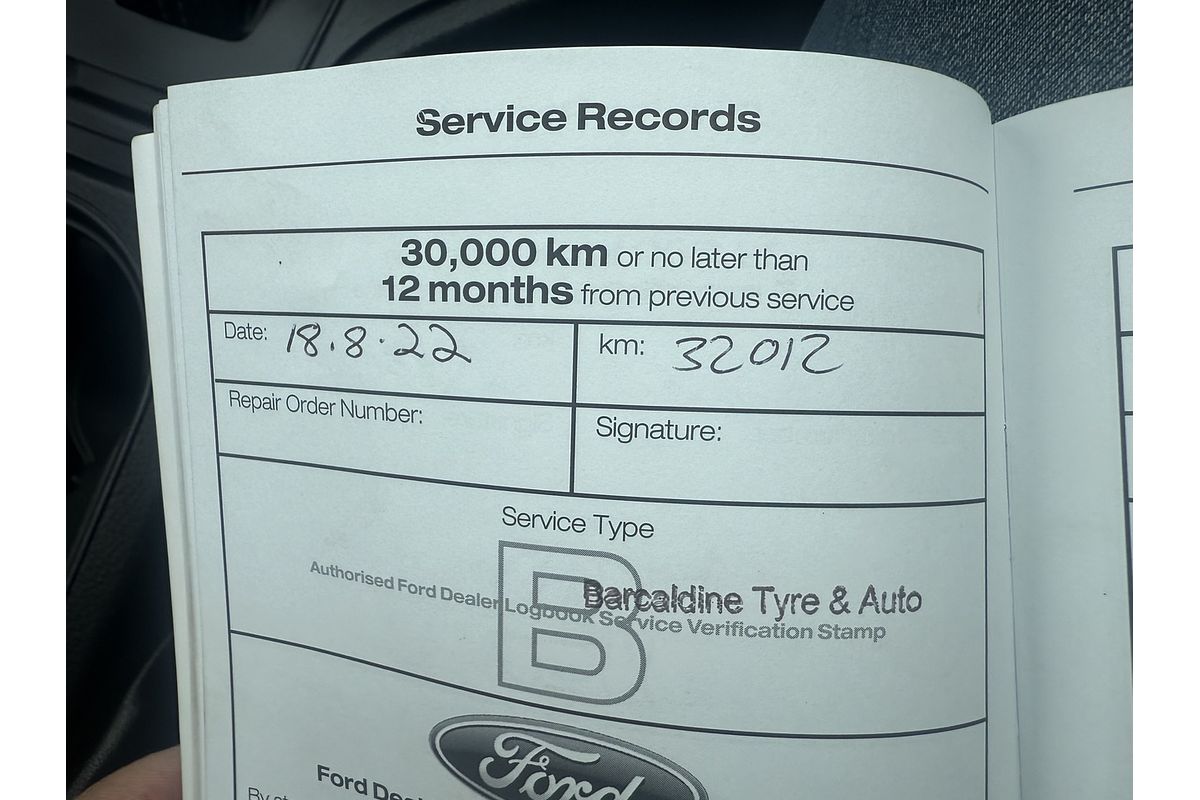 Service Records
30,000 km or no later than
12 months from previous service
Date: 18.8.22
km: 32012
Repair Order Number:
Signature:
Service Type
B
Authorised Ford Dealer Logbook Service Verification Stamp
Barcaldine Tyre & Auto
Ford
Ford